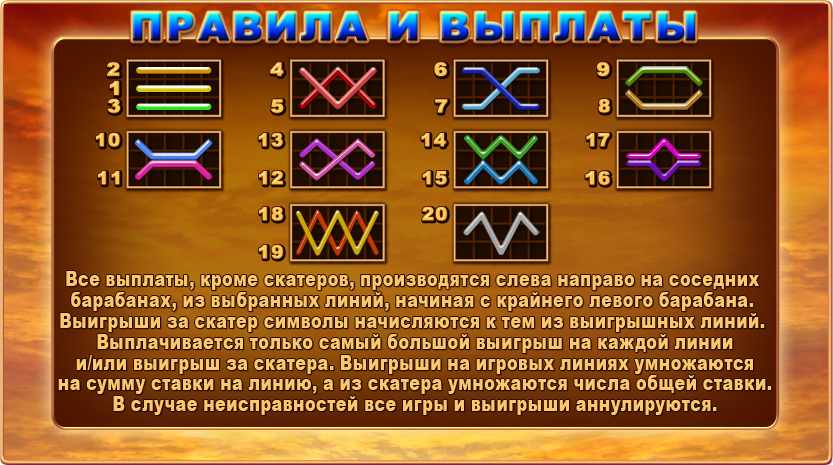 ПРАВИЛА И ВЫПЛАТЫ
2 4 6 9
1
3 5 7 8
10 13 14 17
11 12 15 16
18 20
19
Все выплаты, кроме скатеров, производятся слева направо на соседних
барабанах, из выбранных линий, начиная с крайнего левого барабана.
Выигрыши за скатер символы начисляются к тем из выигрышных линий.
Выплачивается только самый большой выигрыш на каждой линии
и/или выигрыш за скатера. Выигрыши на игровых линиях умножаются
на сумму ставки на линию, а из скатера умножаются числа общей ставки.
В случае неисправностей все игры и выигрыши аннулируются.